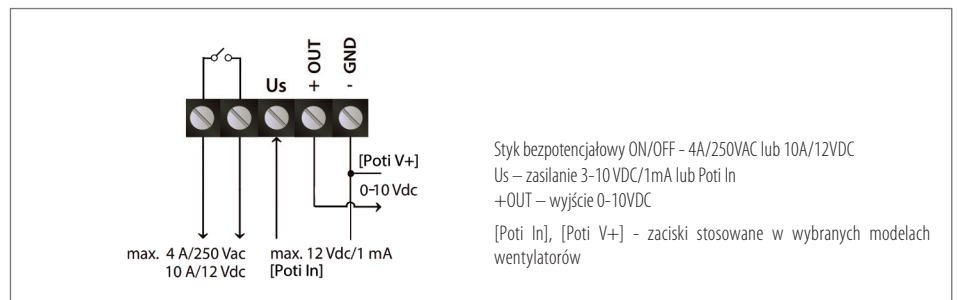 + OUT
- GND
Us
[Poti V+]
0-10 Vdc
max. 4 A/250 Vac
10 A/12 Vdc
max. 12 Vdc/1 mA
[Poti In]
Styk bezpotencjałowy ON/OFF - 4A/250VAC lub 10A/12VDC
Us – zasilanie 3-10 VDC/1mA lub Poti In
+OUT – wyjście 0-10VDC
[Poti In], [Poti V+] - zaciski stosowane w wybranych modelach
wentylatorów